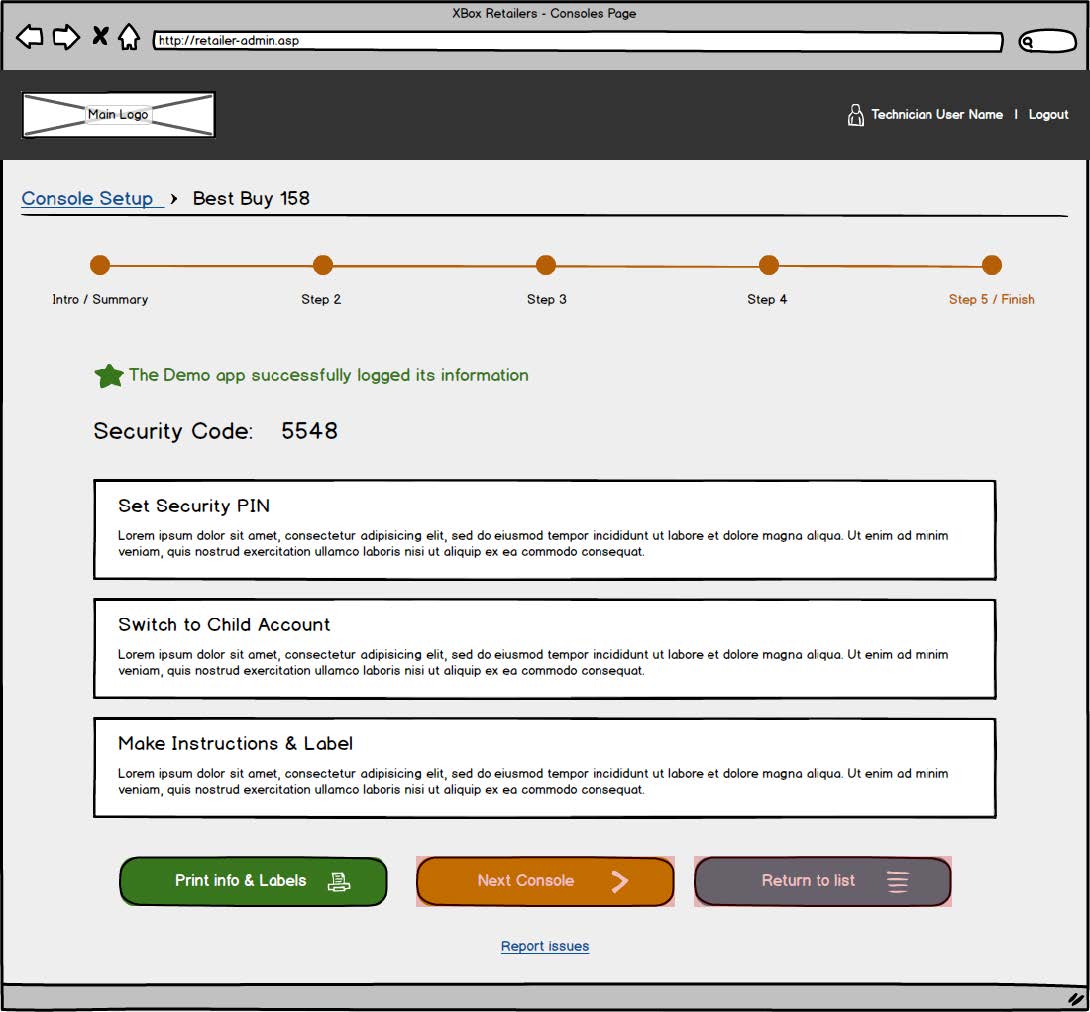 XBox Retailers - Consoles Page
http://retailer-admin.asp
Main Logo
Technician User Name | Logout
Console Setup › Best Buy 158
Intro / Summary
Step 2
Step 3
Step 4
Step 5 / Finish
The Demo app successfully logged its information
Security Code: 5548
Set Security PIN
Lorem ipsum dolor sit amet, consectetur adipisicing elit, sed do eiusmod tempor incididunt ut labore et dolore magna aliqua. Ut enim ad minim
veniam, quis nostrud exercitation ullamco laboris nisi ut aliquip ex ea commodo consequat.
Switch to Child Account
Lorem ipsum dolor sit amet, consectetur adipisicing elit, sed do eiusmod tempor incididunt ut labore et dolore magna aliqua. Ut enim ad minim
veniam, quis nostrud exercitation ullamco laboris nisi ut aliquip ex ea commodo consequat.
Make Instructions & Label
Lorem ipsum dolor sit amet, consectetur adipisicing elit, sed do eiusmod tempor incididunt ut labore et dolore magna aliqua. Ut enim ad minim
veniam, quis nostrud exercitation ullamco laboris nisi ut aliquip ex ea commodo consequat.
Print info & Labels
Next Console
Return to list
Report issues